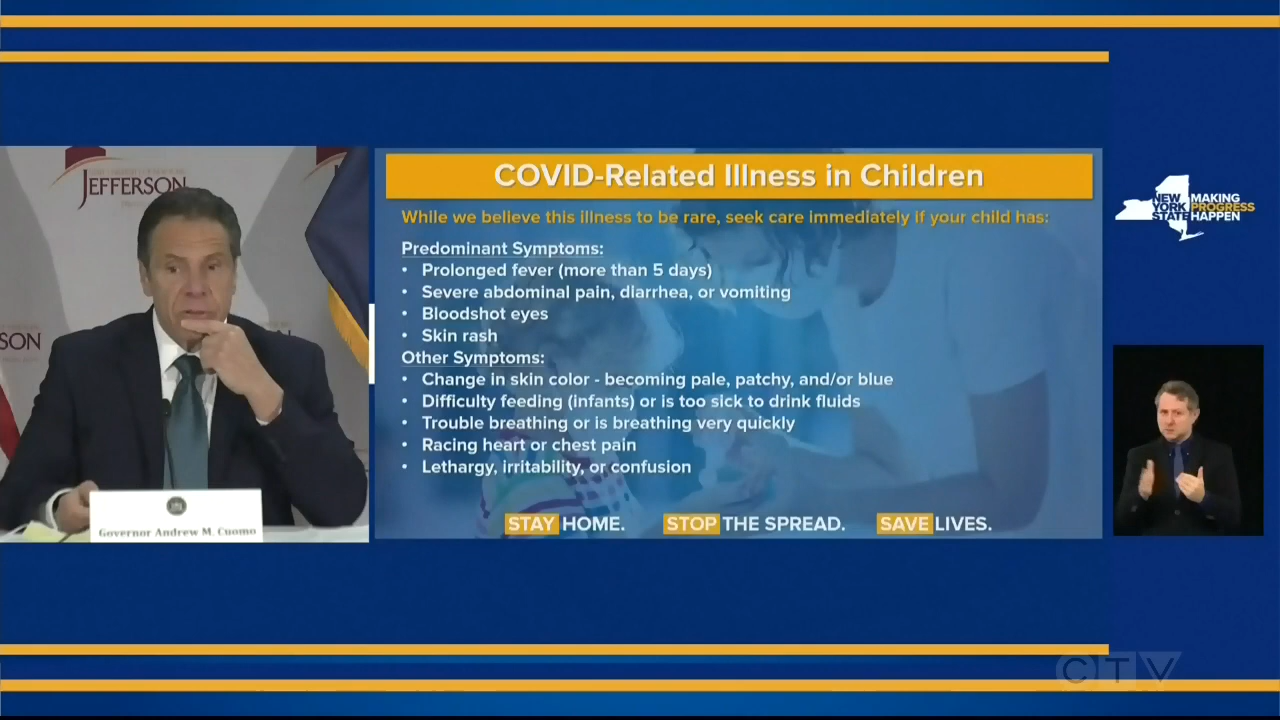 JEFFERSON
SON
Governor Andrew M. Cuomo
COVID-Related Illness in Children
While we believe this illness to be rare, seek care immediately if your child has:
Predominant Symptoms:
• Prolonged fever (more than 5 days)
• Severe abdominal pain, diarrhea, or vomiting
• Bloodshot eyes
• Skin rash
Other Symptoms:
• Change in skin color - becoming pale, patchy, and/or blue
• Difficulty feeding (infants) or is too sick to drink fluids
• Trouble breathing or is breathing very quickly
• Racing heart or chest pain
• Lethargy, irritability, or confusion
STAY HOME. STOP THE SPREAD. SAVE LIVES.
NEW YORK STATE
MAKING
PROGRESS
HAPPEN
CTV